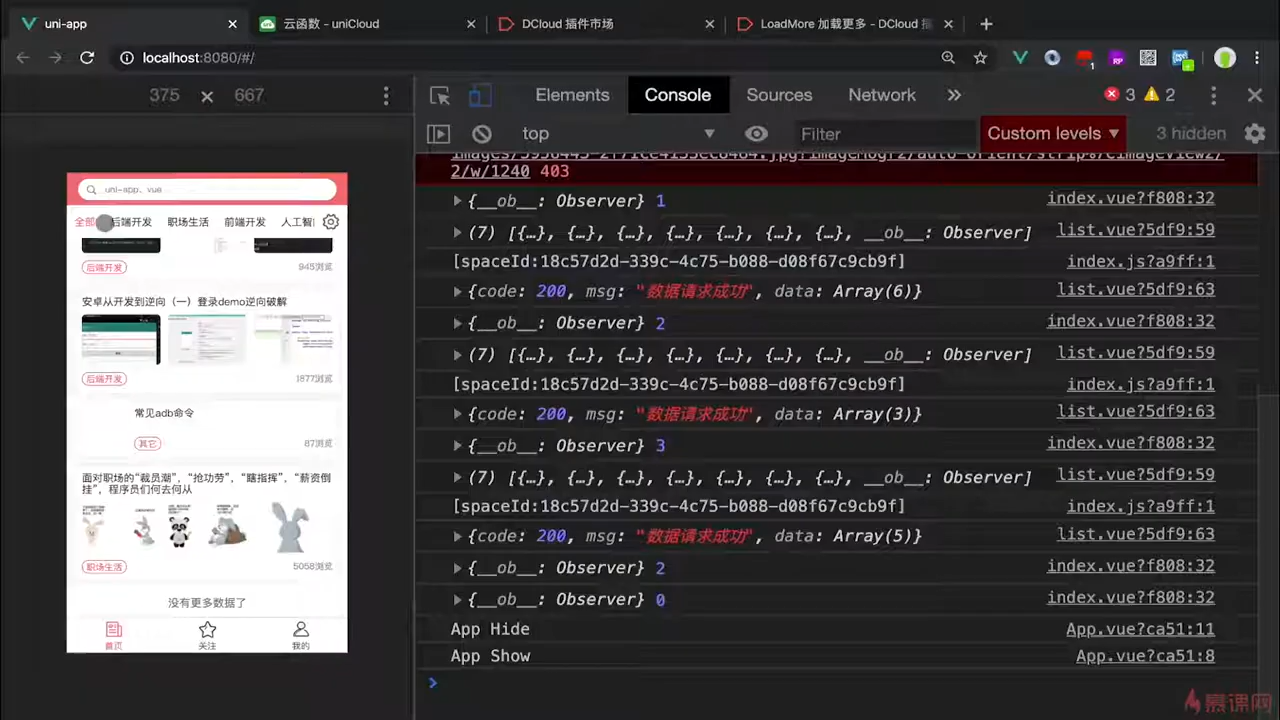 uni-app
云函数 - uniCloud
DCloud 插件市场
LoadMore 加载更多 - DCloud 插
localhost:8080/#/
375 × 667
Elements Console Sources Network » 3 2
top Filter Custom levels 3 hidden
2/w/1240 403
{__ob__: Observer} 1 index.vue?f808:32
(7) [{…}, {…}, {…}, {…}, {…}, {…}, {…}, __ob__: Observer] list.vue?5df9:59
[spaceId:18c57d2d-339c-4c75-b088-d08f67c9cb9f] index.js?a9ff:1
{code: 200, msg: "数据请求成功", data: Array(6)} list.vue?5df9:63
{__ob__: Observer} 2 index.vue?f808:32
(7) [{…}, {…}, {…}, {…}, {…}, {…}, {…}, __ob__: Observer] list.vue?5df9:59
[spaceId:18c57d2d-339c-4c75-b088-d08f67c9cb9f] index.js?a9ff:1
{code: 200, msg: "数据请求成功", data: Array(3)} list.vue?5df9:63
{__ob__: Observer} 3 index.vue?f808:32
(7) [{…}, {…}, {…}, {…}, {…}, {…}, {…}, __ob__: Observer] list.vue?5df9:59
[spaceId:18c57d2d-339c-4c75-b088-d08f67c9cb9f] index.js?a9ff:1
{code: 200, msg: "数据请求成功", data: Array(5)} list.vue?5df9:63
{__ob__: Observer} 2 index.vue?f808:32
{__ob__: Observer} 0 index.vue?f808:32
App Hide App.vue?ca51:11
App Show App.vue?ca51:8
uni-app、vue
全部 后端开发 职场生活 前端开发 人工智
后端开发 945浏览
安卓从开发到逆向（一）登录demo逆向破解
后端开发 1877浏览
常见adb命令
其它 87浏览
面对职场的“裁员潮”，“抢功劳”，“瞎指挥”，“薪资倒
挂”，程序员们何去何从
职场生活 5058浏览
没有更多数据了
首页 关注 我的
慕课网